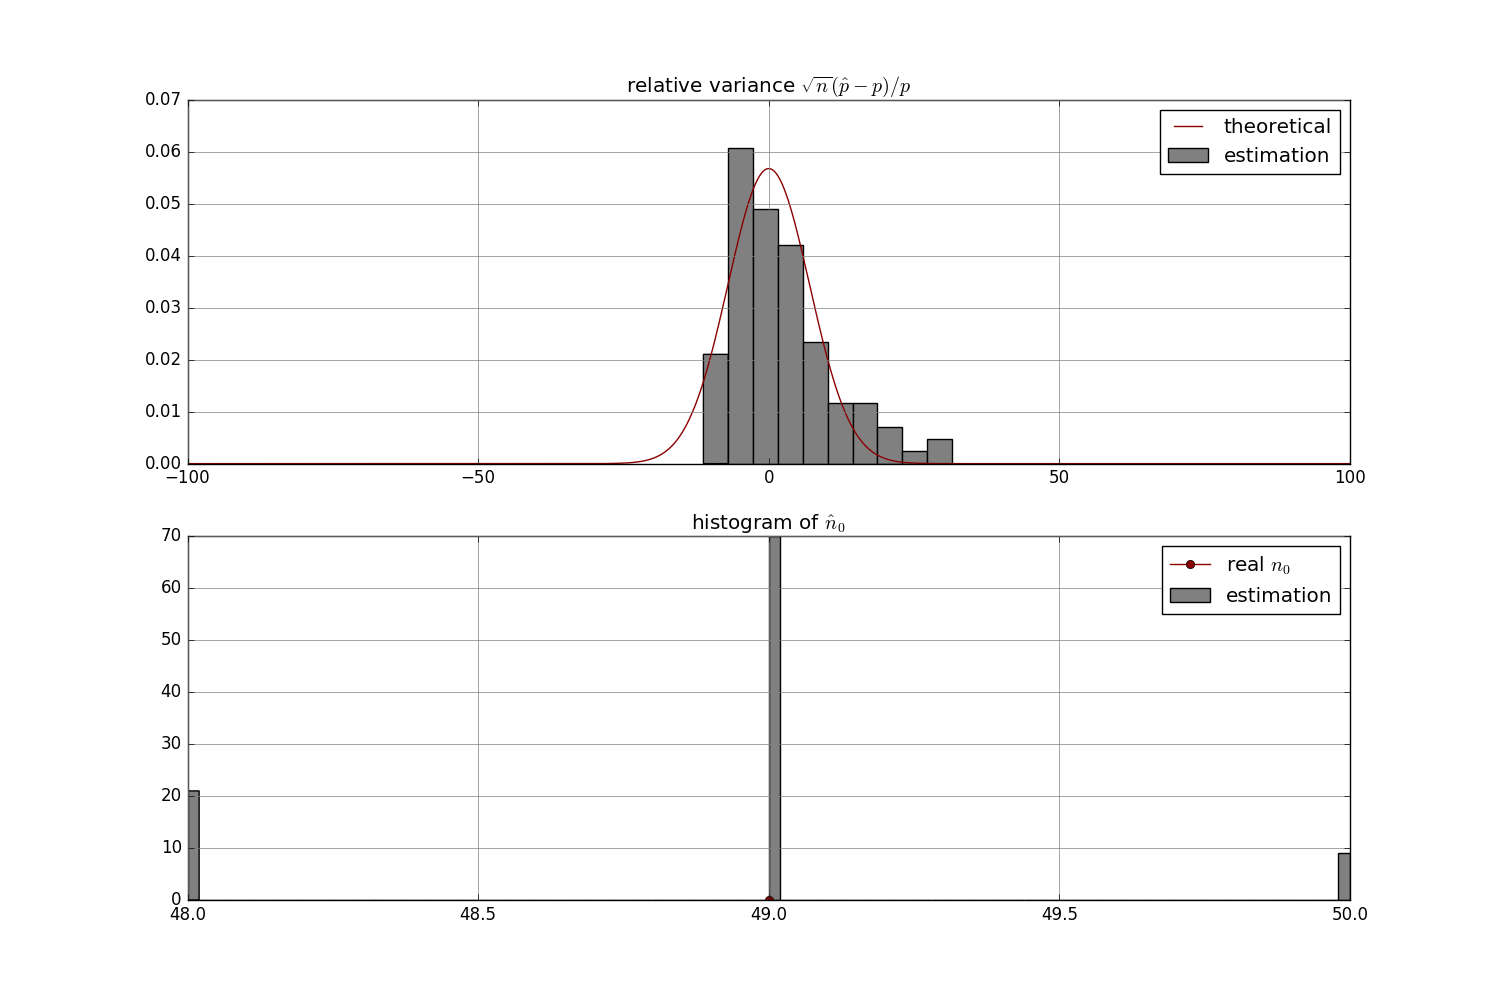 relative variance √n(p̂ − p)/p
0.07
0.06
0.05
0.04
0.03
0.02
0.01
0.00
−100 −50 0 50 100
theoretical
estimation
histogram of n̂₀
70
60
50
40
30
20
10
0
48.0 48.5 49.0 49.5 50.0
real n₀
estimation